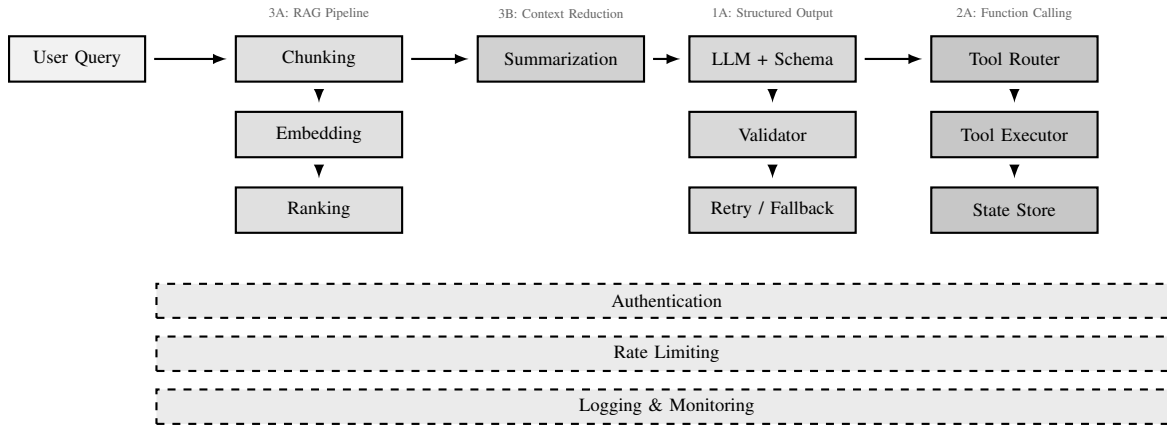 3A: RAG Pipeline
3B: Context Reduction
1A: Structured Output
2A: Function Calling
User Query
Chunking
Summarization
LLM + Schema
Tool Router
Embedding
Validator
Tool Executor
Ranking
Retry / Fallback
State Store
Authentication
Rate Limiting
Logging & Monitoring